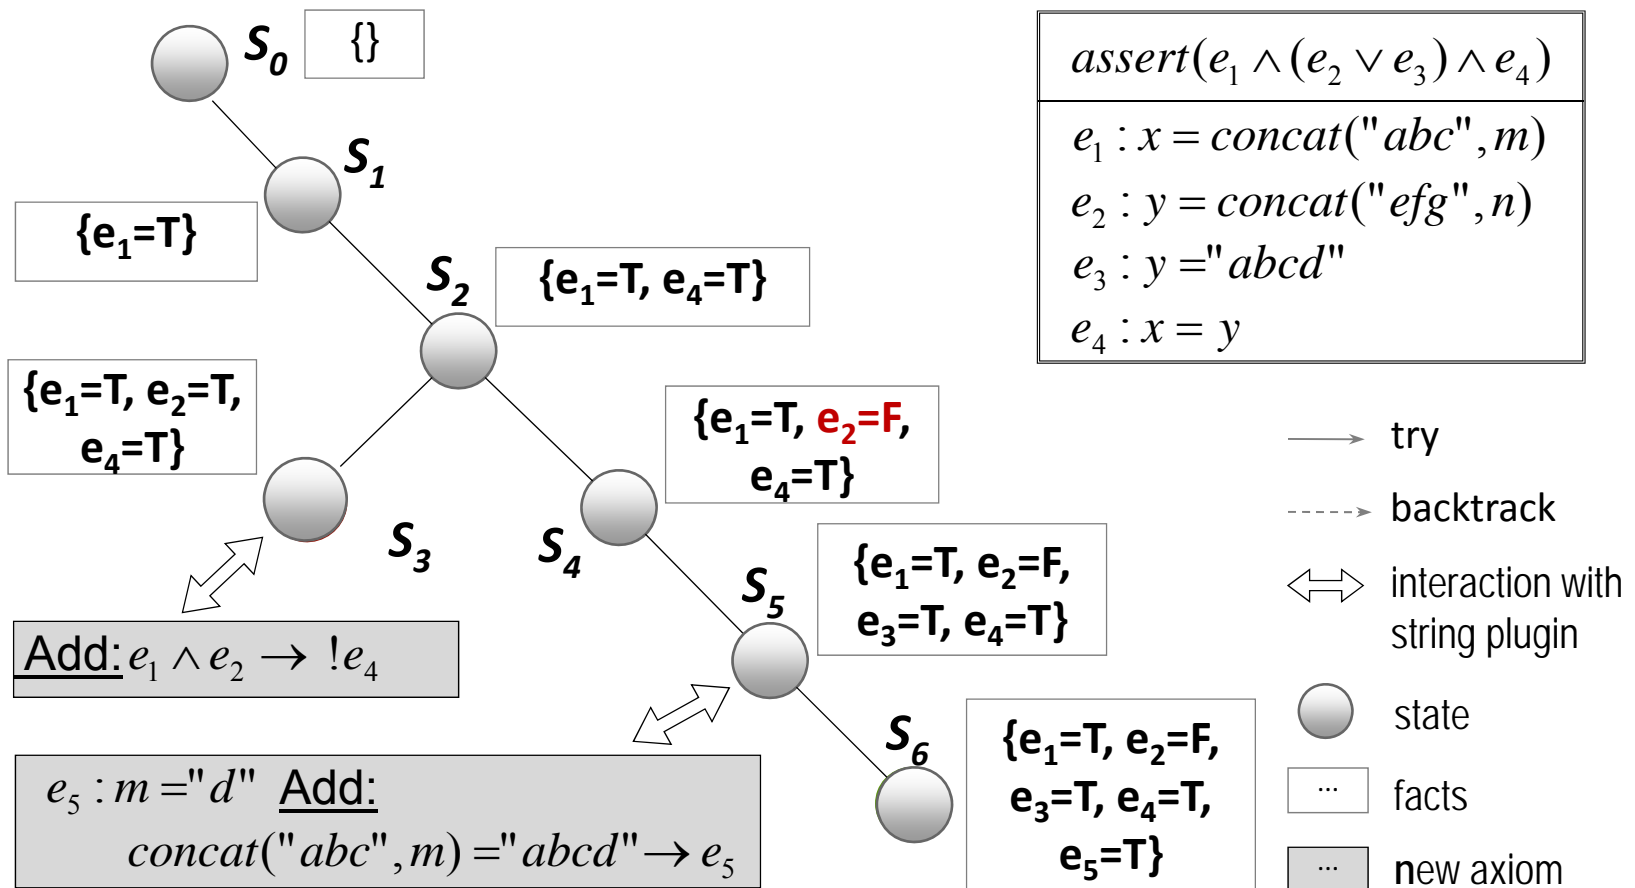 S₀ {}
S₁
{e₁=T}
S₂
{e₁=T, e₄=T}
{e₁=T, e₂=T,
e₄=T}
S₃
{e₁=T, e₂=F,
e₄=T}
S₄
Add: e₁ ∧ e₂ → !e₄
S₅
{e₁=T, e₂=F,
e₃=T, e₄=T}
e₅ : m ="d" Add:
concat("abc", m) ="abcd" → e₅
S₆
{e₁=T, e₂=F,
e₃=T, e₄=T,
e₅=T}
assert(e₁ ∧ (e₂ ∨ e₃) ∧ e₄)
e₁ : x = concat("abc", m)
e₂ : y = concat("efg", n)
e₃ : y ="abcd"
e₄ : x = y
try
backtrack
interaction with
string plugin
state
... facts
... new axiom